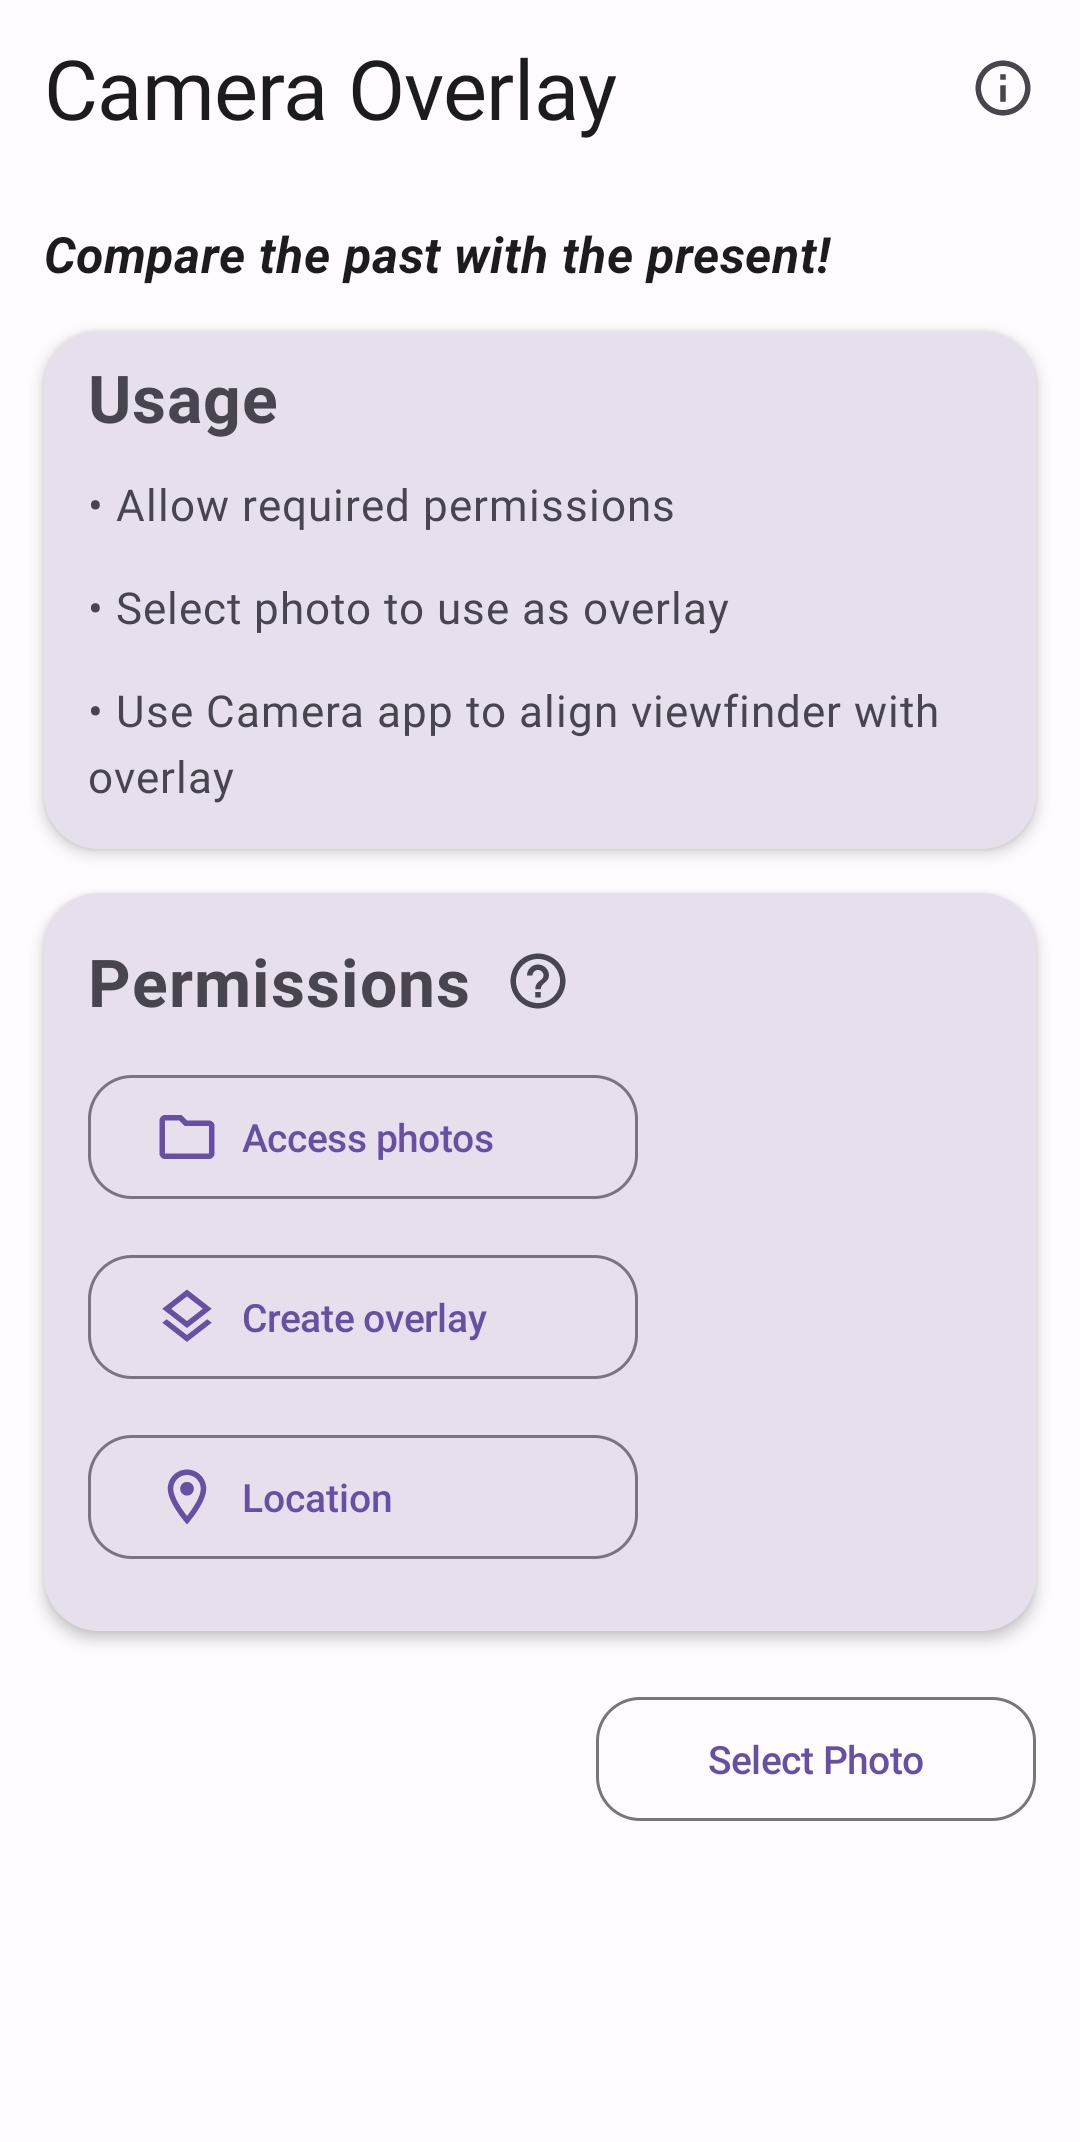 Camera Overlay
Compare the past with the present!
Usage
• Allow required permissions
• Select photo to use as overlay
• Use Camera app to align viewfinder with
overlay
Permissions
Access photos
Create overlay
Location
Select Photo